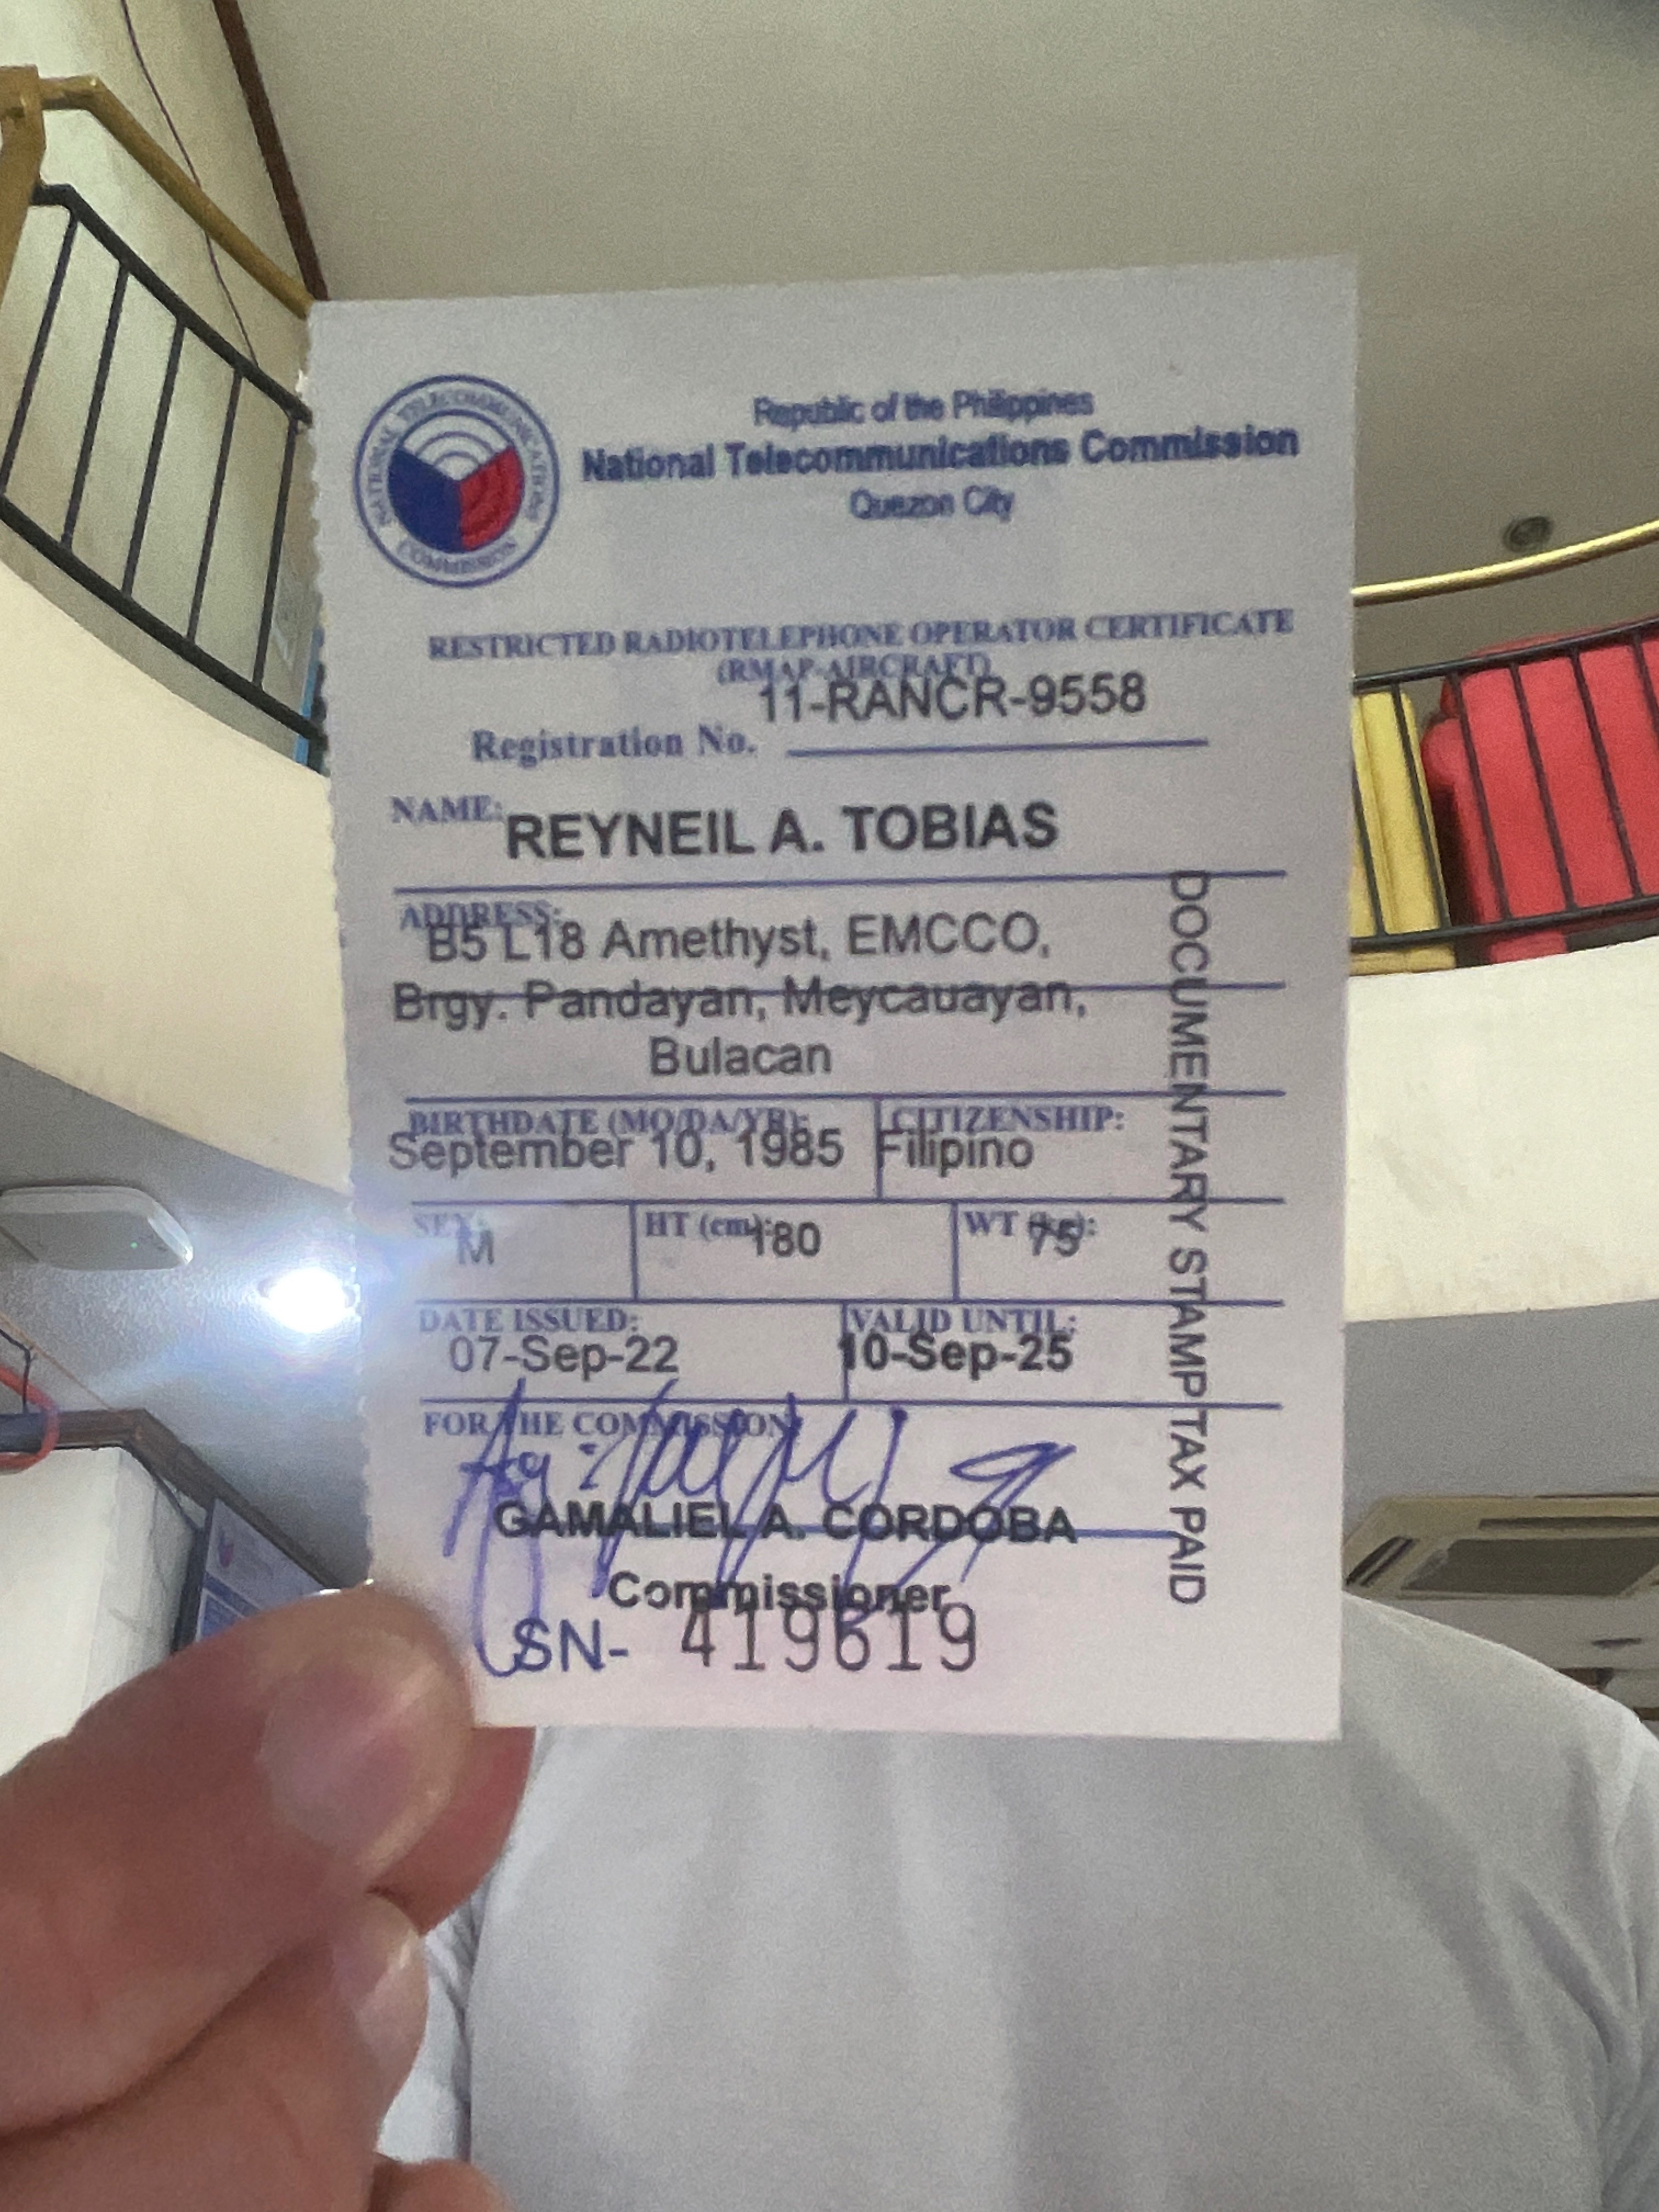 NATIONAL TELECOMMUNICATIONS COMMISSION
Republic of the Philippines
National Telecommunications Commission
Quezon City
RESTRICTED RADIOTELEPHONE OPERATOR CERTIFICATE
(RMAP-AIRCRAFT)
Registration No. 11-RANCR-9558
NAME: REYNEIL A. TOBIAS
ADDRESS:
B5 L18 Amethyst, EMCCO,
Brgy. Pandayan, Meycauayan,
Bulacan
BIRTHDATE (MO/DA/YR): CITIZENSHIP:
September 10, 1985 Filipino
SEX: HT (cm): WT (kg):
M 180 75
DATE ISSUED: VALID UNTIL:
07-Sep-22 10-Sep-25
FOR THE COMMISSION:
GAMALIEL A. CORDOBA
Commissioner
SN- 419619
DOCUMENTARY STAMP TAX PAID